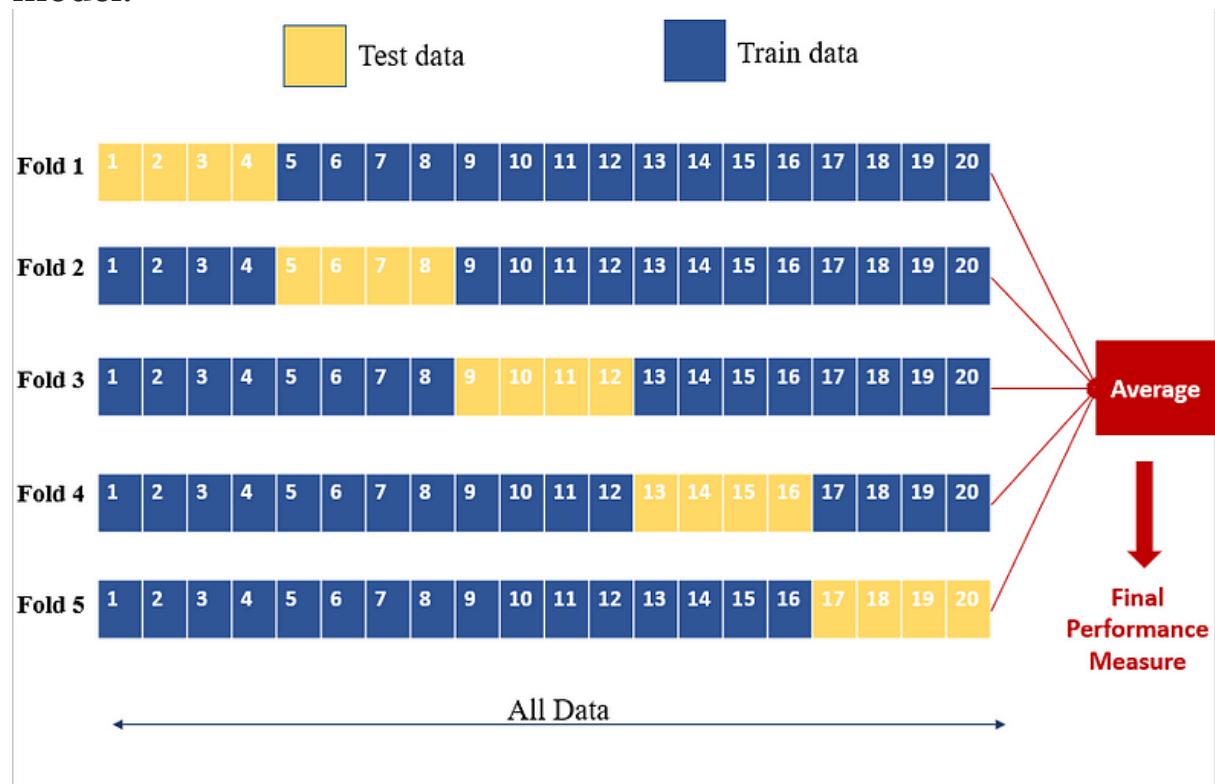 model.
Test data
Train data
Fold 1 1 2 3 4 5 6 7 8 9 10 11 12 13 14 15 16 17 18 19 20
Fold 2 1 2 3 4 5 6 7 8 9 10 11 12 13 14 15 16 17 18 19 20
Fold 3 1 2 3 4 5 6 7 8 9 10 11 12 13 14 15 16 17 18 19 20
Average
Fold 4 1 2 3 4 5 6 7 8 9 10 11 12 13 14 15 16 17 18 19 20
Fold 5 1 2 3 4 5 6 7 8 9 10 11 12 13 14 15 16 17 18 19 20
Final
Performance
Measure
All Data